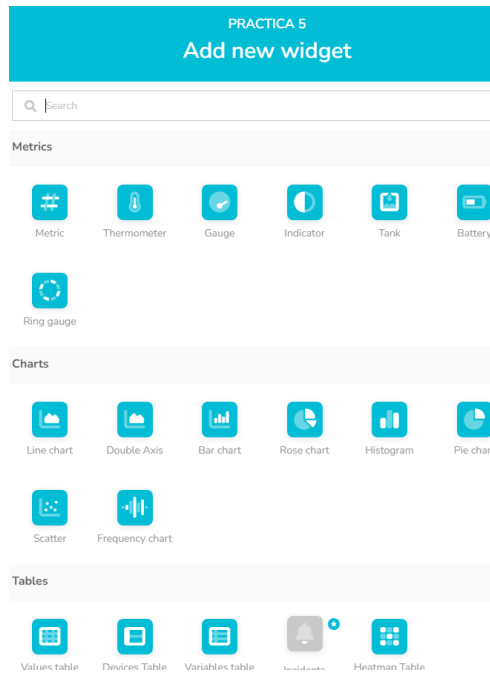 PRACTICA 5
Add new widget
Search
Metrics
Metric Thermometer Gauge Indicator Tank Battery
Ring gauge
Charts
Line chart Double Axis Bar chart Rose chart Histogram Pie char
Scatter Frequency chart
Tables
Values table Devices Table Variables table Incidents Heatmap Table